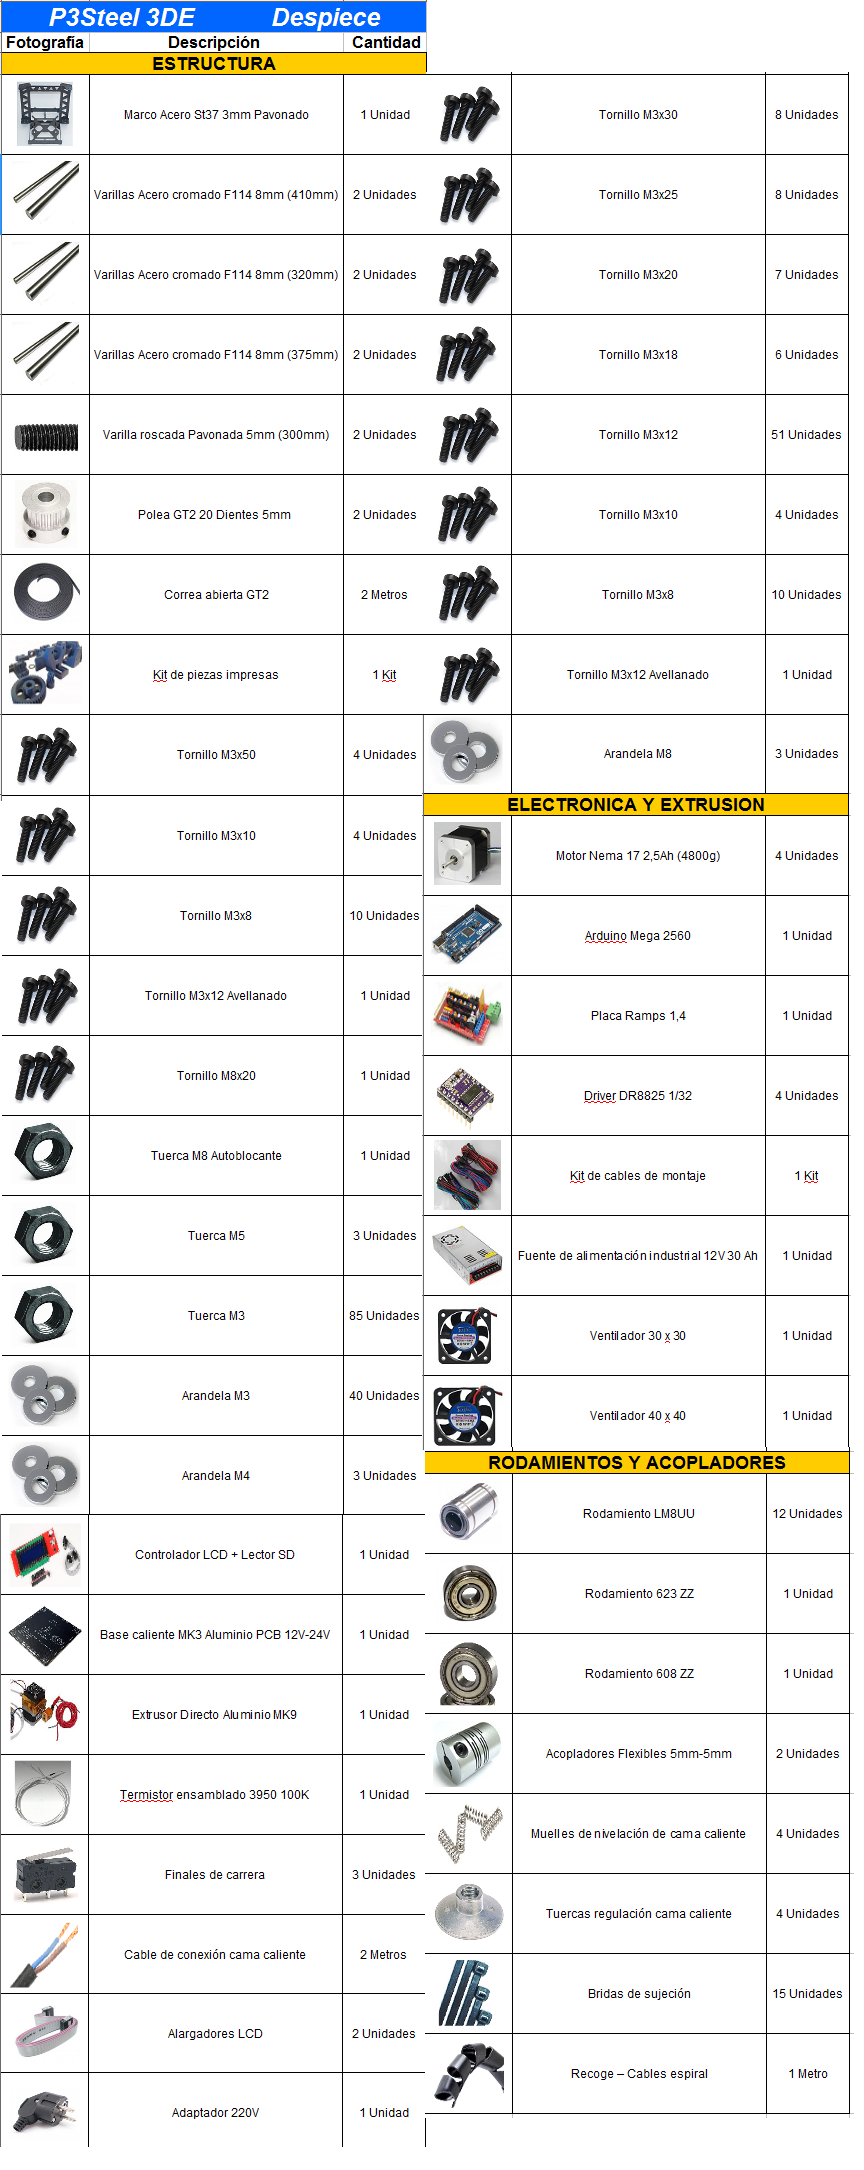 P3Steel 3DE Despiece
Fotografía Descripción Cantidad
ESTRUCTURA
Marco Acero St37 3mm Pavonado 1 Unidad
Varillas Acero cromado F114 8mm (410mm) 2 Unidades
Varillas Acero cromado F114 8mm (320mm) 2 Unidades
Varillas Acero cromado F114 8mm (375mm) 2 Unidades
Varilla roscada Pavonada 5mm (300mm) 2 Unidades
Polea GT2 20 Dientes 5mm 2 Unidades
Correa abierta GT2 2 Metros
Kit de piezas impresas 1 Kit
Tornillo M3x50 4 Unidades
Tornillo M3x10 4 Unidades
Tornillo M3x8 10 Unidades
Tornillo M3x12 Avellanado 1 Unidad
Tornillo M8x20 1 Unidad
Tuerca M8 Autoblocante 1 Unidad
Tuerca M5 3 Unidades
Tuerca M3 85 Unidades
Arandela M3 40 Unidades
Arandela M4 3 Unidades
Controlador LCD + Lector SD 1 Unidad
Base caliente MK3 Aluminio PCB 12V-24V 1 Unidad
Extrusor Directo Aluminio MK9 1 Unidad
Termistor ensamblado 3950 100K 1 Unidad
Finales de carrera 3 Unidades
Cable de conexión cama caliente 2 Metros
Alargadores LCD 2 Unidades
Adaptador 220V 1 Unidad
Tornillo M3x30 8 Unidades
Tornillo M3x25 8 Unidades
Tornillo M3x20 7 Unidades
Tornillo M3x18 6 Unidades
Tornillo M3x12 51 Unidades
Tornillo M3x10 4 Unidades
Tornillo M3x8 10 Unidades
Tornillo M3x12 Avellanado 1 Unidad
Arandela M8 3 Unidades
ELECTRONICA Y EXTRUSION
Motor Nema 17 2,5Ah (4800g) 4 Unidades
Arduino Mega 2560 1 Unidad
Placa Ramps 1,4 1 Unidad
Driver DR8825 1/32 4 Unidades
Kit de cables de montaje 1 Kit
Fuente de alimentación industrial 12V 30 Ah 1 Unidad
Ventilador 30 x 30 1 Unidad
Ventilador 40 x 40 1 Unidad
RODAMIENTOS Y ACOPLADORES
Rodamiento LM8UU 12 Unidades
Rodamiento 623 ZZ 1 Unidad
Rodamiento 608 ZZ 1 Unidad
Acopladores Flexibles 5mm-5mm 2 Unidades
Muelles de nivelación de cama caliente 4 Unidades
Tuercas regulación cama caliente 4 Unidades
Bridas de sujeción 15 Unidades
Recoge – Cables espiral 1 Metro